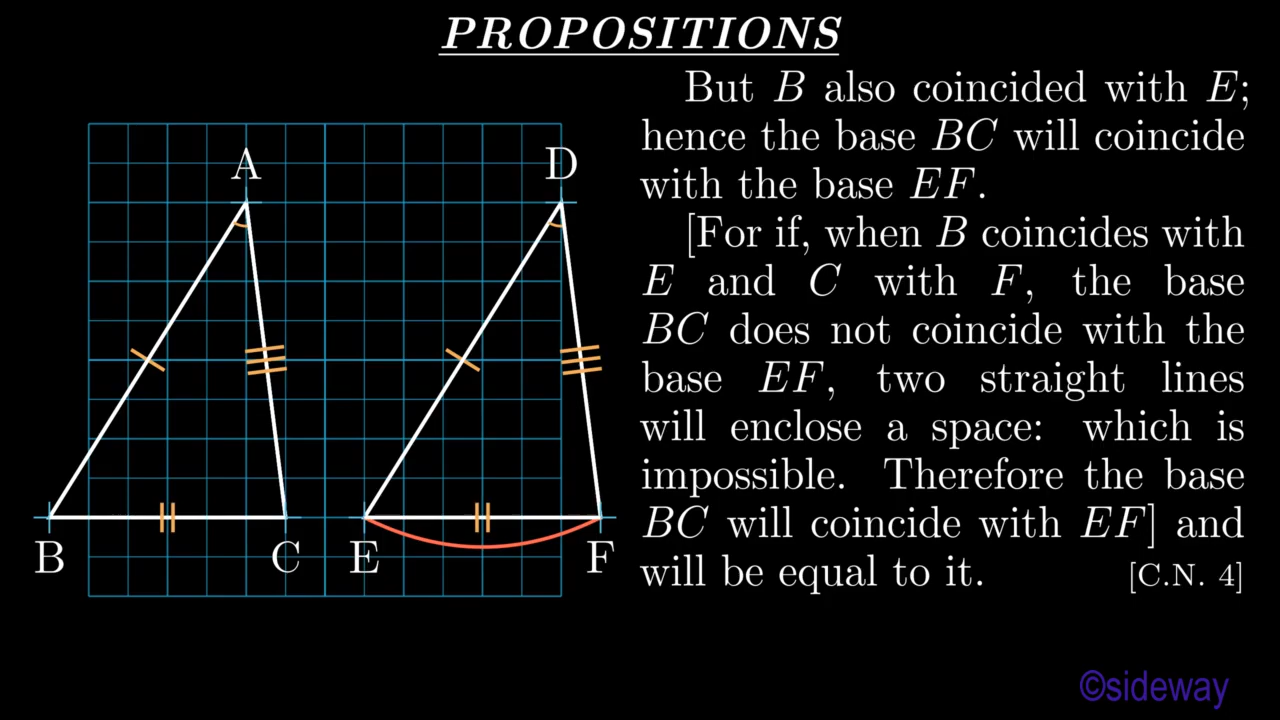 PROPOSITIONS
But B also coincided with E;
hence the base BC will coincide
with the base EF.
[For if, when B coincides with
E and C with F, the base
BC does not coincide with the
base EF, two straight lines
will enclose a space: which is
impossible. Therefore the base
BC will coincide with EF] and
will be equal to it. [C.N. 4]
A
D
B
C
E
F
©sideway